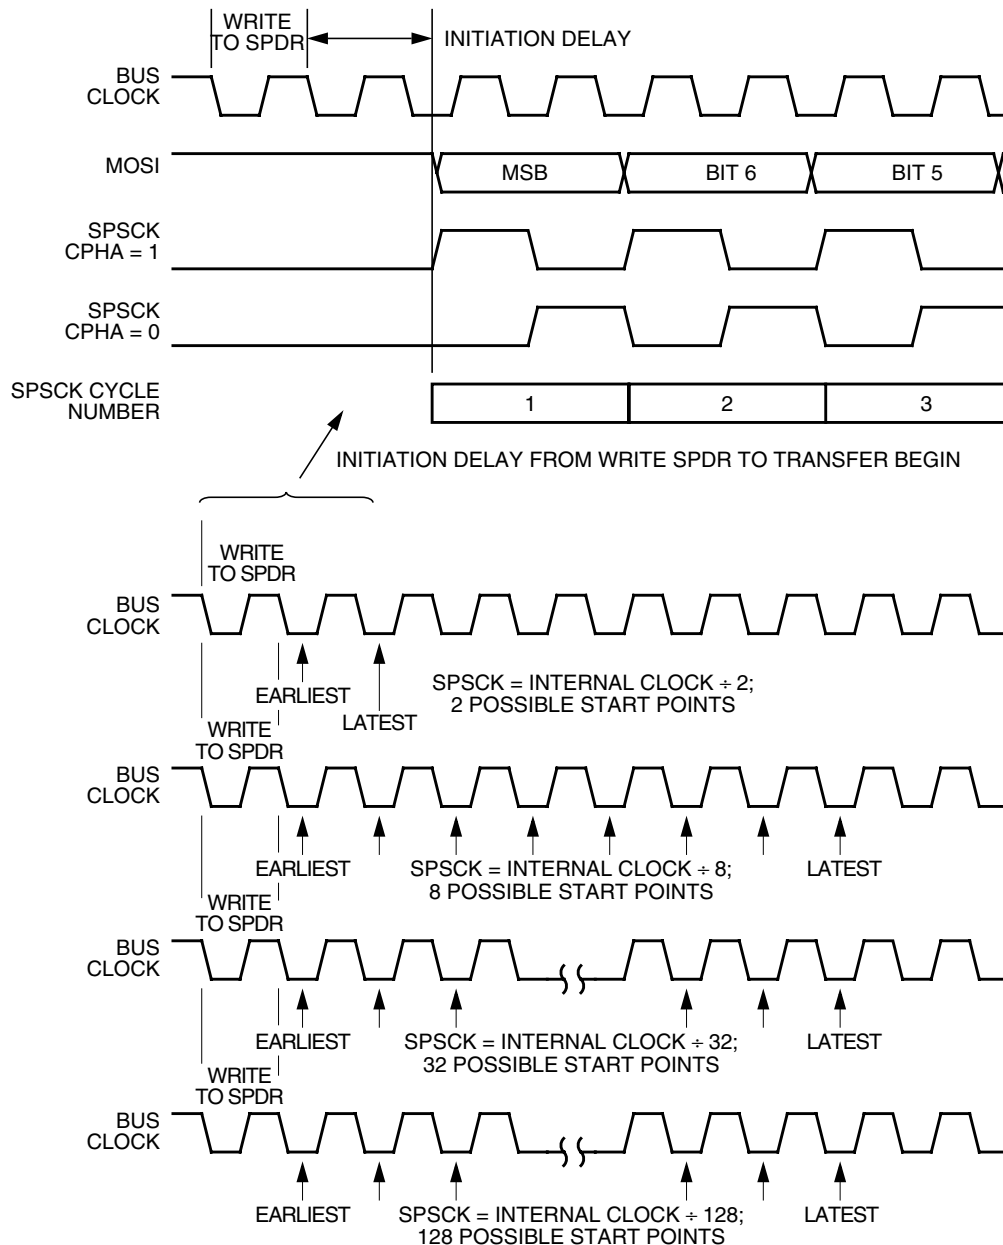 WRITE
TO SPDR
INITIATION DELAY
BUS
CLOCK
MOSI
MSB
BIT 6
BIT 5
SPSCK
CPHA = 1
SPSCK
CPHA = 0
SPSCK CYCLE
NUMBER
1
2
3
INITIATION DELAY FROM WRITE SPDR TO TRANSFER BEGIN
WRITE
TO SPDR
BUS
CLOCK
EARLIEST
LATEST
SPSCK = INTERNAL CLOCK ÷ 2;
2 POSSIBLE START POINTS
WRITE
TO SPDR
BUS
CLOCK
EARLIEST
SPSCK = INTERNAL CLOCK ÷ 8;
8 POSSIBLE START POINTS
LATEST
WRITE
TO SPDR
BUS
CLOCK
EARLIEST
SPSCK = INTERNAL CLOCK ÷ 32;
32 POSSIBLE START POINTS
LATEST
WRITE
TO SPDR
BUS
CLOCK
EARLIEST
SPSCK = INTERNAL CLOCK ÷ 128;
128 POSSIBLE START POINTS
LATEST